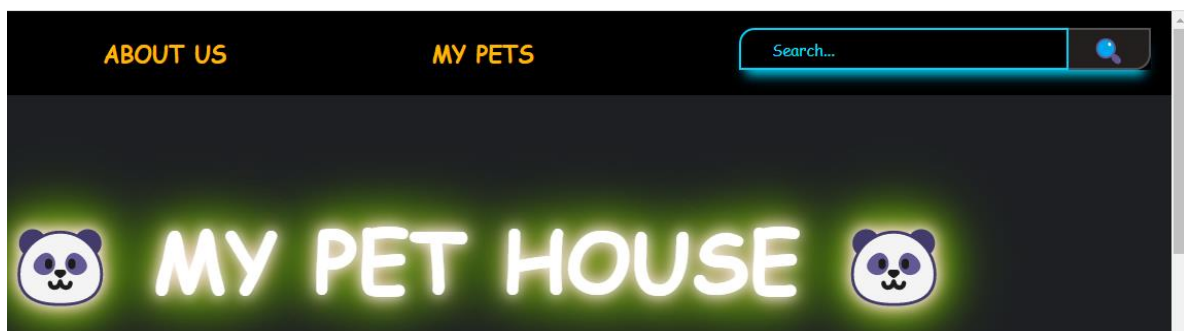 ABOUT US
MY PETS
Search...
🐼 MY PET HOUSE 🐼